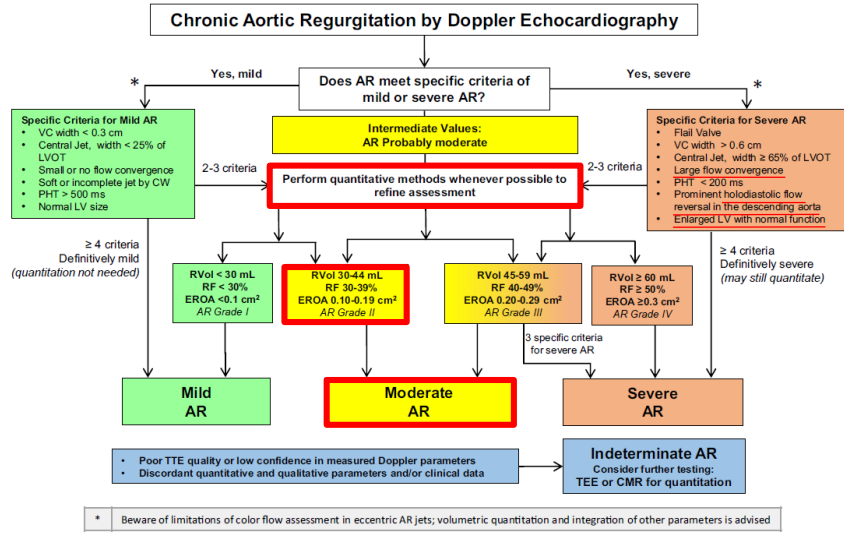 Chronic Aortic Regurgitation by Doppler Echocardiography
Does AR meet specific criteria of
mild or severe AR?
Yes, mild
Yes, severe
*
*
Specific Criteria for Mild AR
• VC width < 0.3 cm
• Central Jet, width < 25% of
LVOT
• Small or no flow convergence
• Soft or incomplete jet by CW
• PHT > 500 ms
• Normal LV size
Intermediate Values:
AR Probably moderate
Specific Criteria for Severe AR
• Flail Valve
• VC width > 0.6 cm
• Central Jet, width ≥ 65% of LVOT
• Large flow convergence
• PHT < 200 ms
• Prominent holodiastolic flow
reversal in the descending aorta
• Enlarged LV with normal function
2-3 criteria
Perform quantitative methods whenever possible to
refine assessment
2-3 criteria
≥ 4 criteria
Definitively mild
(quantitation not needed)
≥ 4 criteria
Definitively severe
(may still quantitate)
RVol < 30 mL
RF < 30%
EROA <0.1 cm²
AR Grade I
RVol 30-44 mL
RF 30-39%
EROA 0.10-0.19 cm²
AR Grade II
RVol 45-59 mL
RF 40-49%
EROA 0.20-0.29 cm²
AR Grade III
RVol ≥ 60 mL
RF ≥ 50%
EROA ≥0.3 cm²
AR Grade IV
3 specific criteria
for severe AR
Mild
AR
Moderate
AR
Severe
AR
• Poor TTE quality or low confidence in measured Doppler parameters
• Discordant quantitative and qualitative parameters and/or clinical data
Indeterminate AR
Consider further testing:
TEE or CMR for quantitation
* Beware of limitations of color flow assessment in eccentric AR jets; volumetric quantitation and integration of other parameters is advised